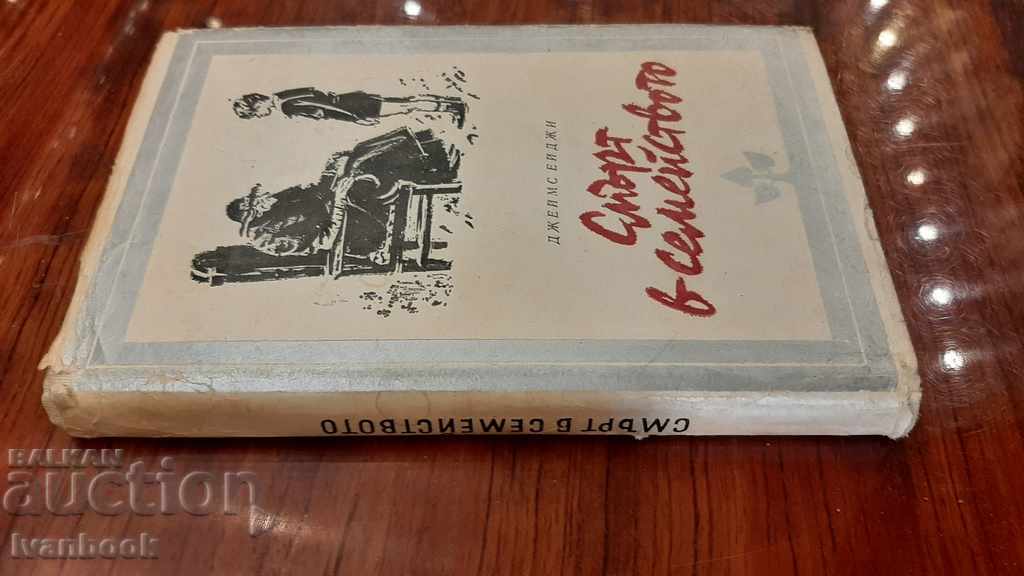 ДЖЕЙМС ЕЙДЖИ
Смърт
в семейството
СМЪРТ В СЕМЕЙСТВОТО
BALKAN
auction
Ivanbook